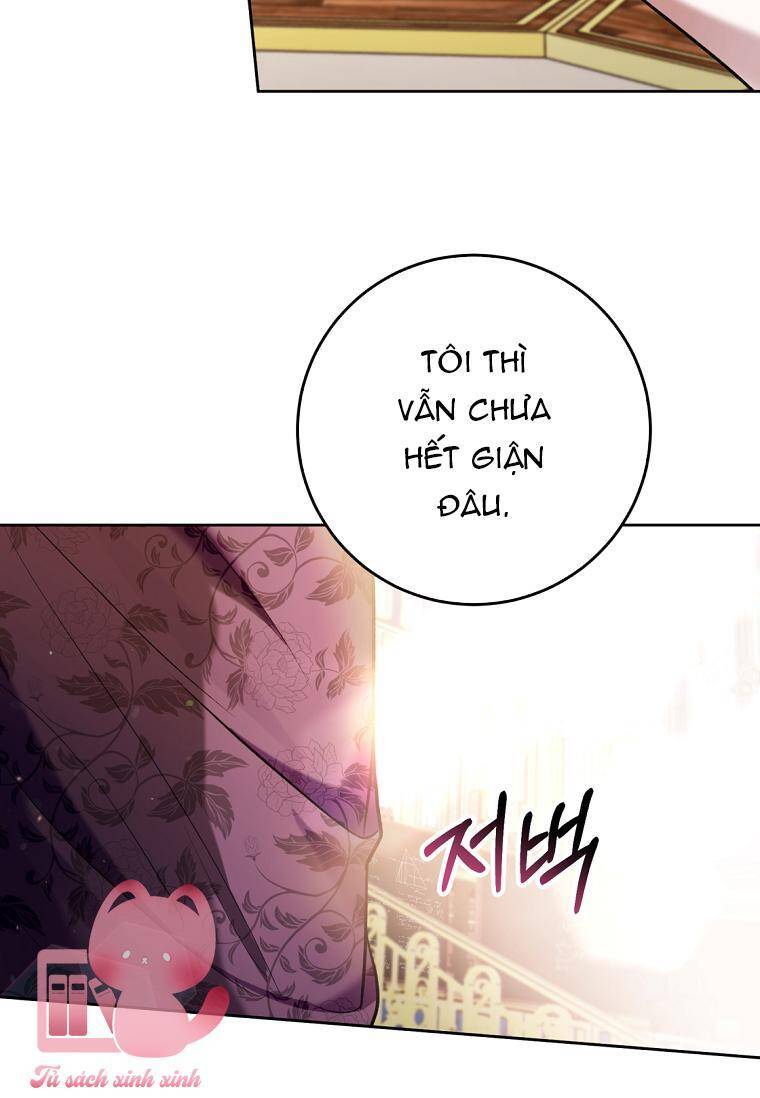 TÔI THÌ
VẪN CHƯA
HẾT GIẬN
ĐÂU.
저벅
Tủ sách xinh xinh